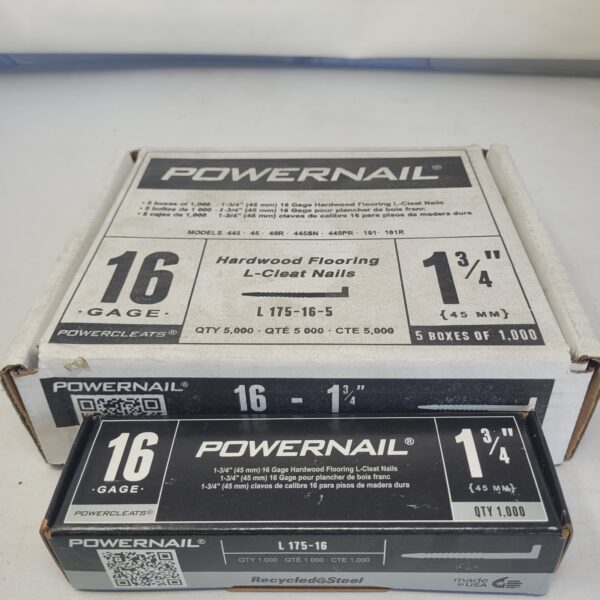 POWERNAIL®
• 5 boxes of 1,000 1-3/4" (45 mm) 16 Gage Hardwood Flooring L-Cleat Nails
• 5 boîtes de 1 000 1-3/4" (45 mm) 16 Gage pour plancher de bois franc
• 5 cajas de 1,000 1-3/4" (45 mm) clavos de calibre 16 para pisos de madera dura
MODELS 445 · 45 · 45R · 445SN · 445PR · 101 · 101R
16
·GAGE·
POWERCLEATS®
Hardwood Flooring
L-Cleat Nails
L 175-16-5
QTY 5,000 · QTÉ 5 000 · CTE 5,000
1 3/4"
{45 MM}
5 BOXES OF 1,000
POWERNAIL®
16 - 1 3/4"
16
·GAGE·
POWERCLEATS®
POWERNAIL®
1-3/4" (45 mm) 16 Gage Hardwood Flooring L-Cleat Nails
1-3/4" (45 mm) 16 Gage pour plancher de bois franc
1-3/4" (45 mm) clavos de calibre 16 para pisos de madera dura
1 3/4"
{45 MM}
QTY 1,000
POWERNAIL®
L 175-16
QTY 1,000 · QTÉ 1 000 · CTE 1,000
Recycled Steel
made
in USA